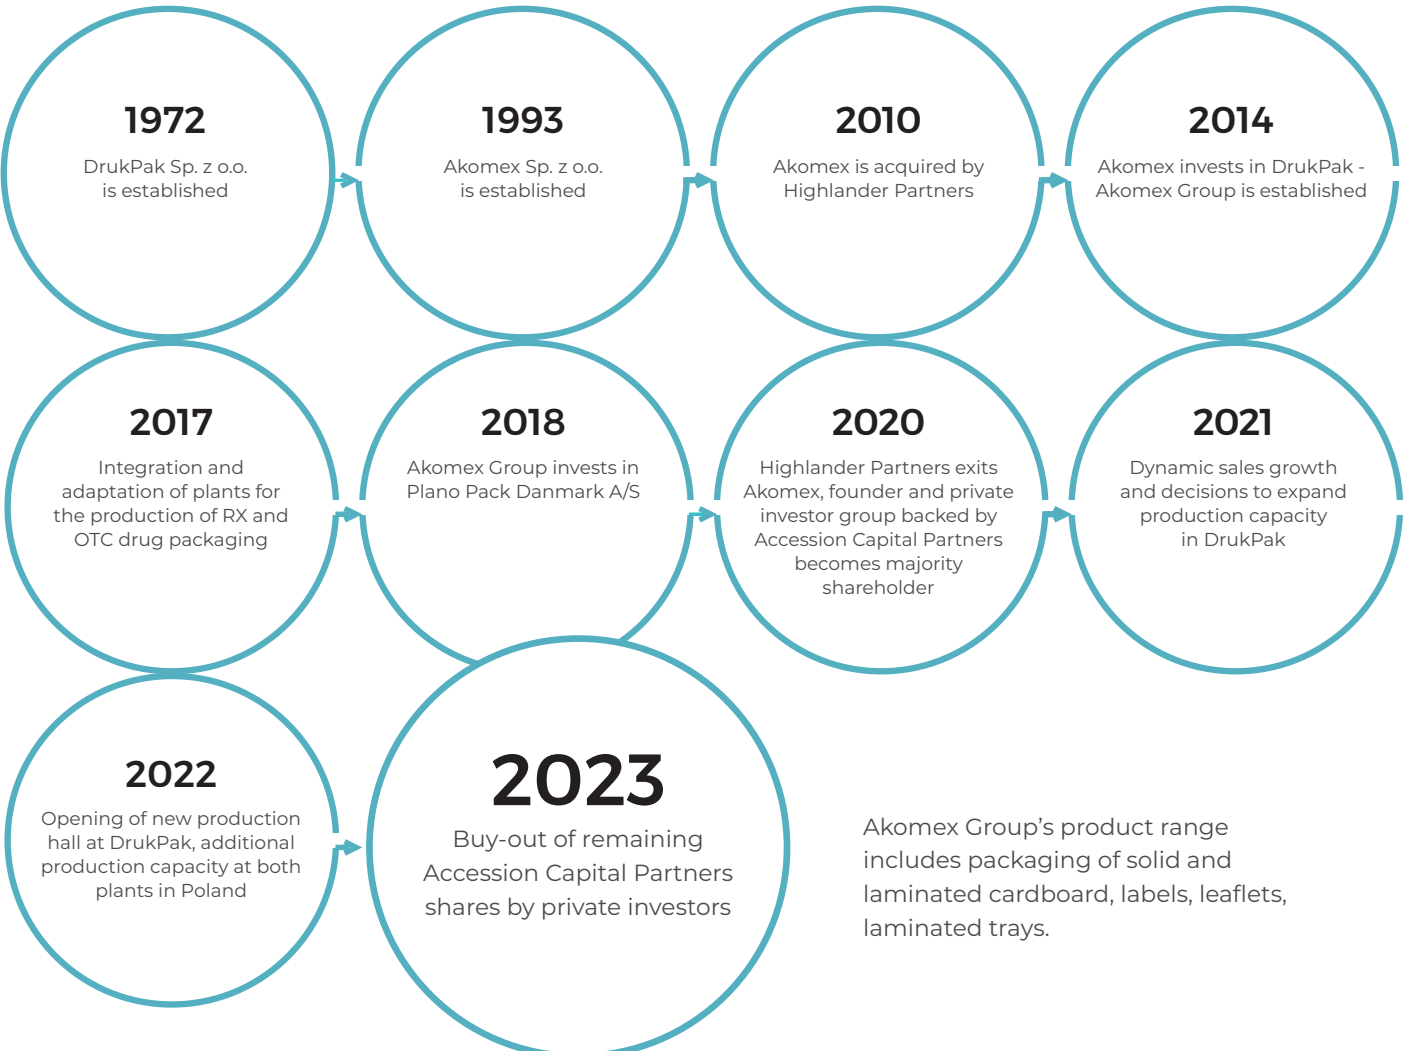 1972
DrukPak Sp. z o.o.
is established
1993
Akomex Sp. z o.o.
is established
2010
Akomex is acquired by
Highlander Partners
2014
Akomex invests in DrukPak -
Akomex Group is established
2017
Integration and
adaptation of plants for
the production of RX and
OTC drug packaging
2018
Akomex Group invests in
Plano Pack Danmark A/S
2020
Highlander Partners exits
Akomex, founder and private
investor group backed by
Accession Capital Partners
becomes majority
shareholder
2021
Dynamic sales growth
and decisions to expand
production capacity
in DrukPak
2022
Opening of new production
hall at DrukPak, additional
production capacity at both
plants in Poland
2023
Buy-out of remaining
Accession Capital Partners
shares by private investors
Akomex Group’s product range
includes packaging of solid and
laminated cardboard, labels, leaflets,
laminated trays.